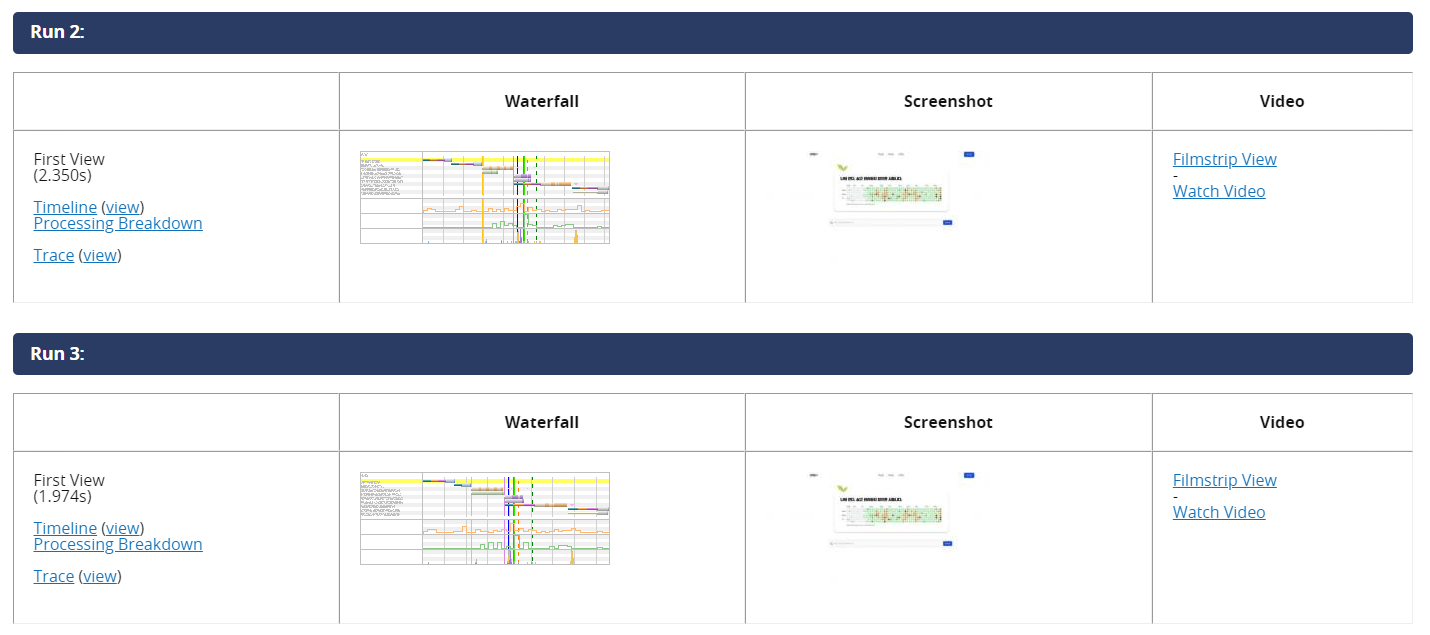 Run 2:
Waterfall Screenshot Video
First View
(2.350s)
Timeline (view)
Processing Breakdown
Trace (view)
Filmstrip View
-
Watch Video
Run 3:
Waterfall Screenshot Video
First View
(1.974s)
Timeline (view)
Processing Breakdown
Trace (view)
Filmstrip View
-
Watch Video